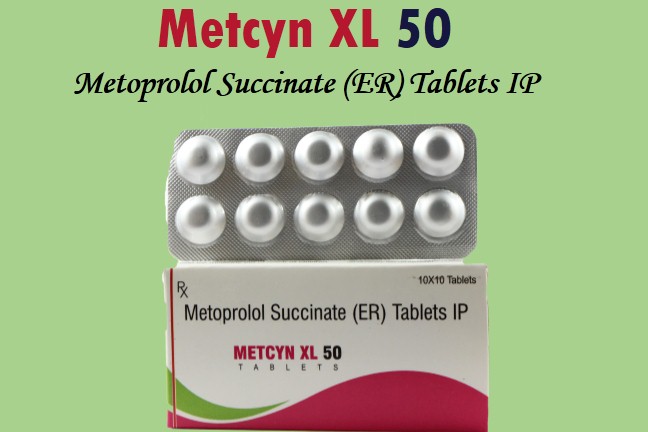 Metcyn XL 50
Metoprolol Succinate (ER) Tablets IP
10X10 Tablets
Rx
Metoprolol Succinate (ER) Tablets IP
METCYN XL 50
TABLETS